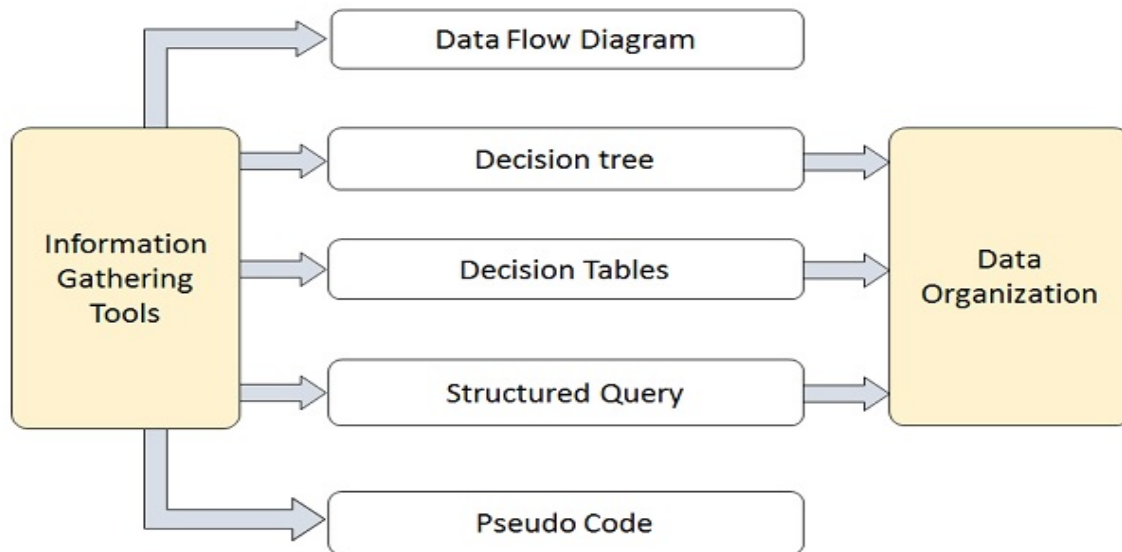 Data Flow Diagram
Decision tree
Information
Gathering
Tools
Decision Tables
Data
Organization
Structured Query
Pseudo Code